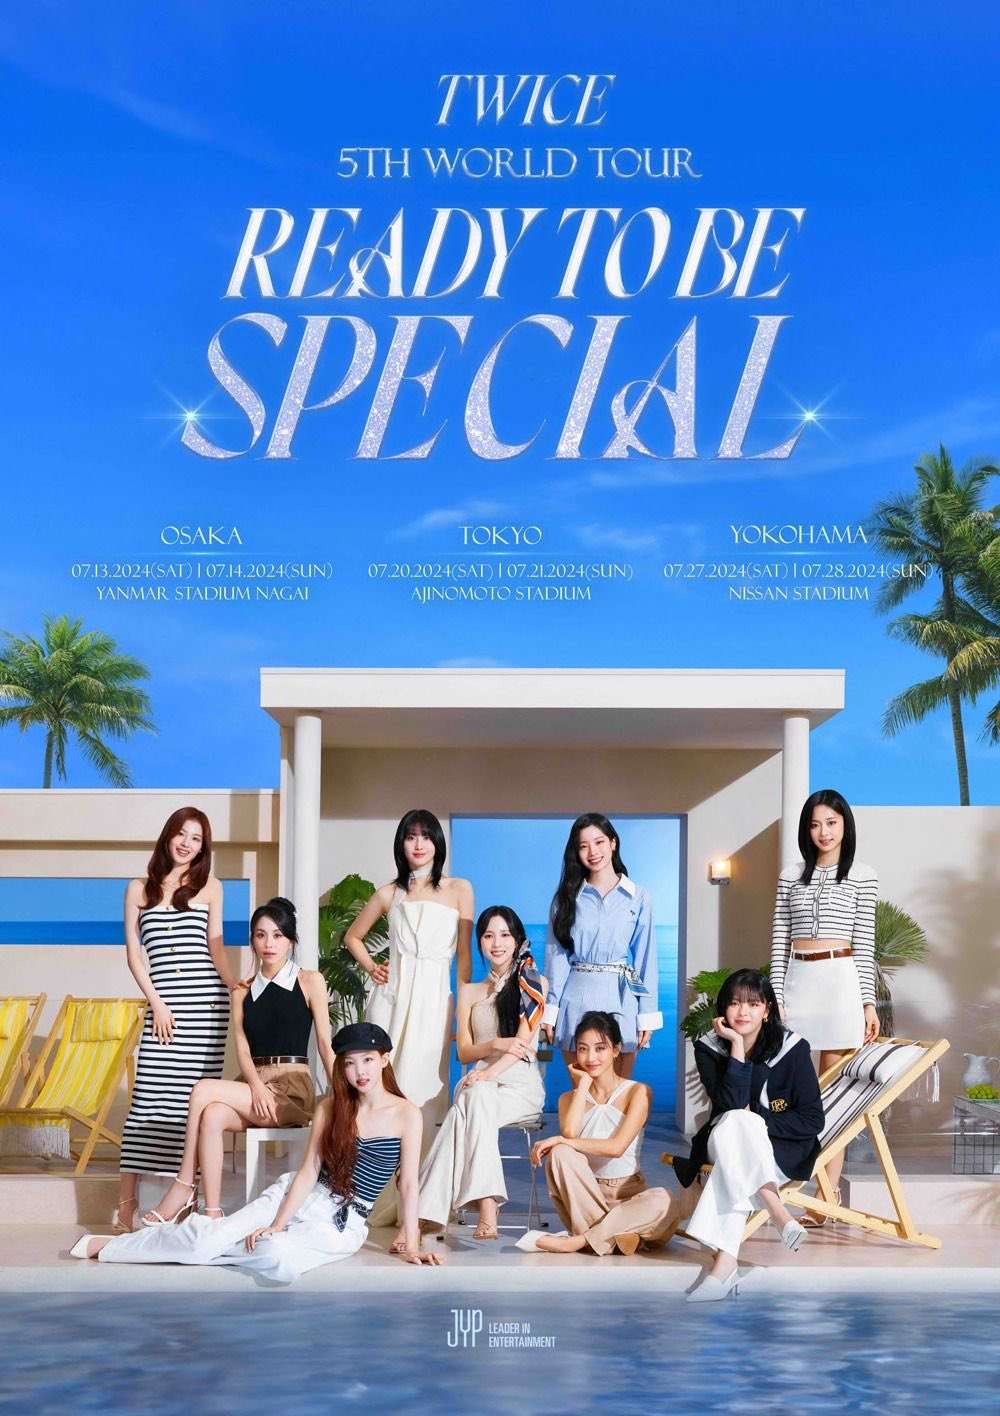 TWICE
5TH WORLD TOUR
READY TO BE
SPECIAL
OSAKA
07.13.2024(SAT) | 07.14.2024(SUN)
YANMAR STADIUM NAGAI
TOKYO
07.20.2024(SAT) | 07.21.2024(SUN)
AJINOMOTO STADIUM
YOKOHAMA
07.27.2024(SAT) | 07.28.2024(SUN)
NISSAN STADIUM
JYP LEADER IN
ENTERTAINMENT